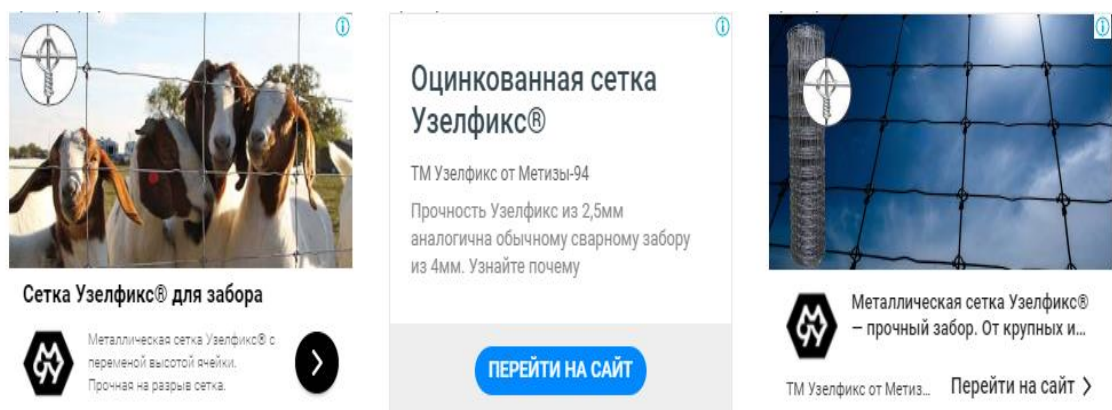 Сетка Узелфикс® для забора
Металлическая сетка Узелфикс® с
переменой высотой ячейки.
Прочная на разрыв сетка.
Оцинкованная сетка
Узелфикс®
ТМ Узелфикс от Метизы-94
Прочность Узелфикс из 2,5мм
аналогична обычному сварному забору
из 4мм. Узнайте почему
ПЕРЕЙТИ НА САЙТ
Металлическая сетка Узелфикс®
– прочный забор. От крупных и...
ТМ Узелфикс от Метиз... Перейти на сайт